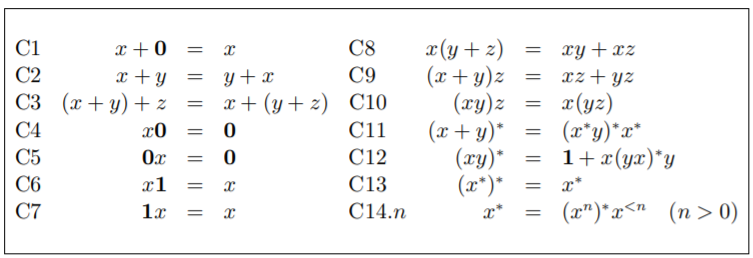 C1 x + 0 = x C8 x(y + z) = xy + xz
C2 x + y = y + x C9 (x + y)z = xz + yz
C3 (x + y) + z = x + (y + z) C10 (xy)z = x(yz)
C4 x0 = 0 C11 (x + y)* = (x*y)*x*
C5 0x = 0 C12 (xy)* = 1 + x(yx)*y
C6 x1 = x C13 (x*)* = x*
C7 1x = x C14.n x* = (xⁿ)*x^{<n} (n > 0)